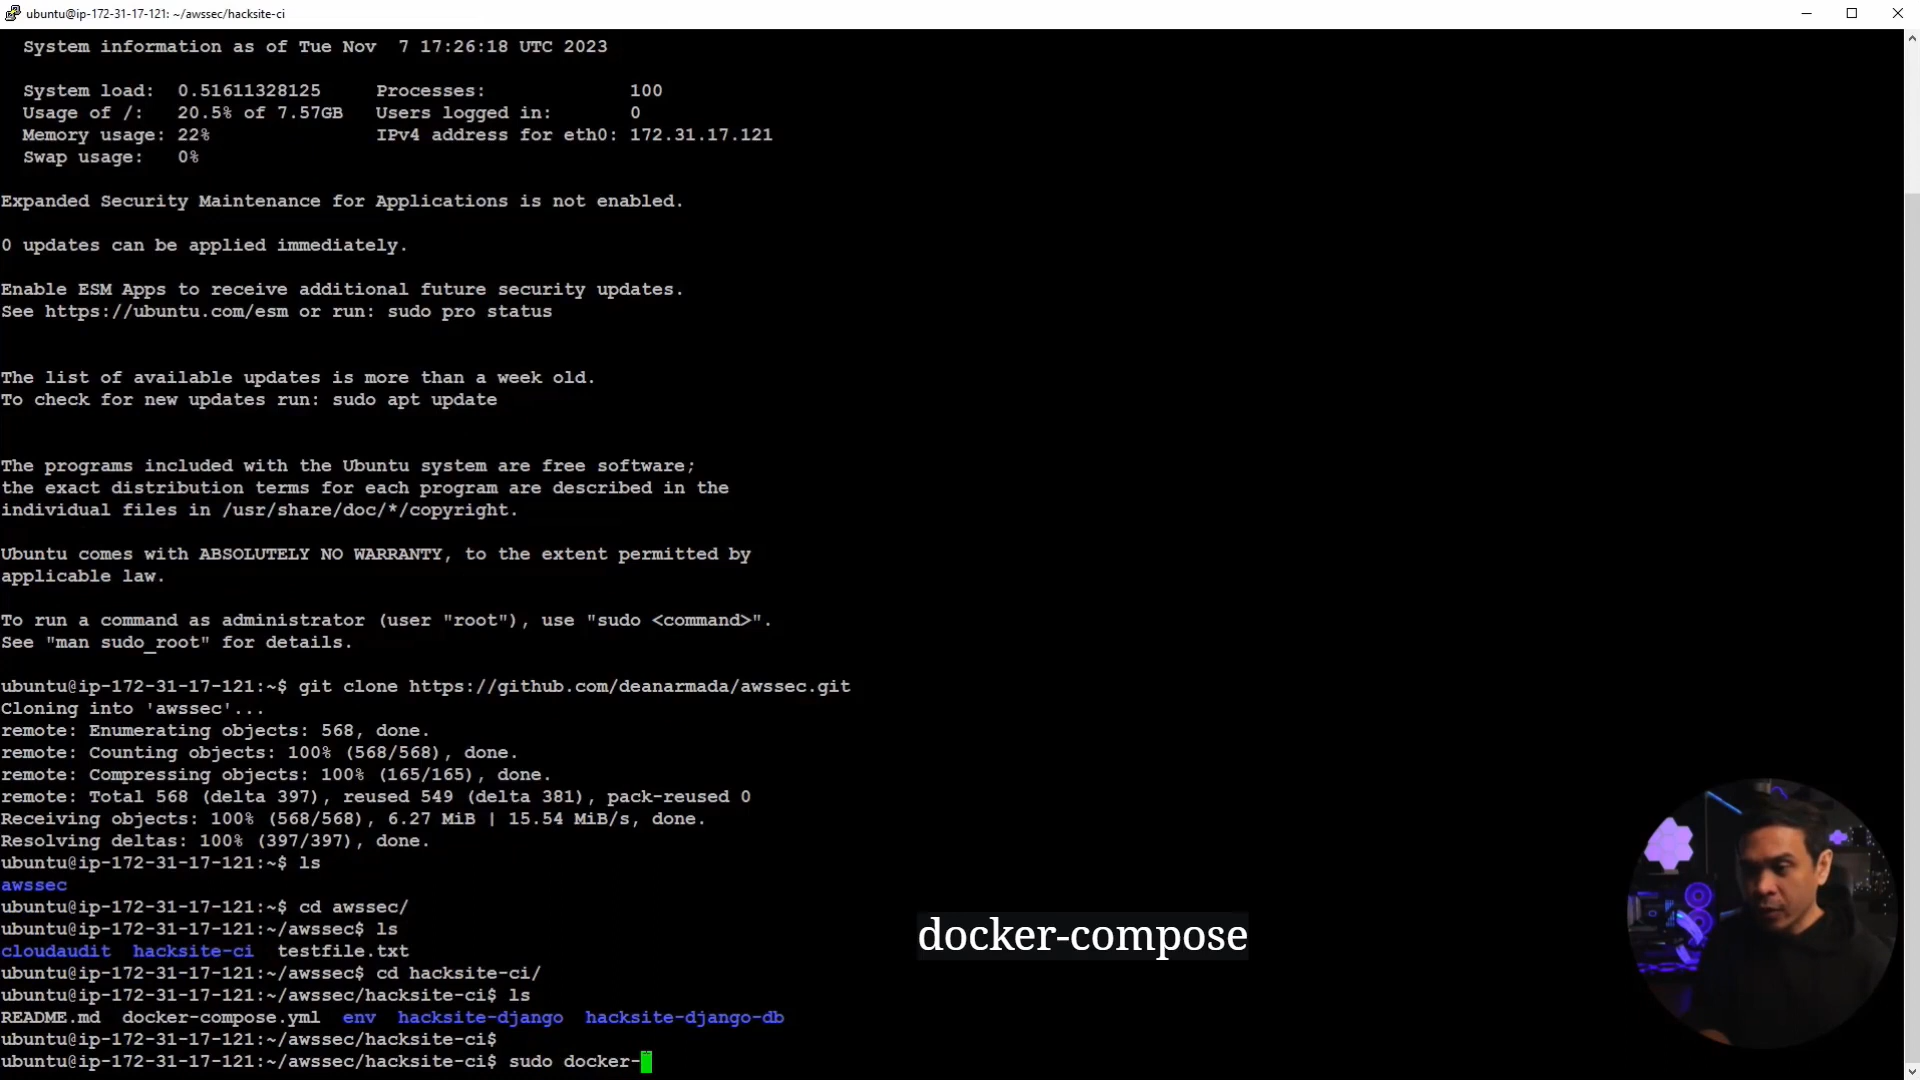 ubuntu@ip-172-31-17-121: ~/awssec/hacksite-ci
System information as of Tue Nov  7 17:26:18 UTC 2023
System load:  0.51611328125     Processes:             100
Usage of /:   20.5% of 7.57GB   Users logged in:       0
Memory usage: 22%               IPv4 address for eth0: 172.31.17.121
Swap usage:   0%
Expanded Security Maintenance for Applications is not enabled.
0 updates can be applied immediately.
Enable ESM Apps to receive additional future security updates.
See https://ubuntu.com/esm or run: sudo pro status
The list of available updates is more than a week old.
To check for new updates run: sudo apt update
The programs included with the Ubuntu system are free software;
the exact distribution terms for each program are described in the
individual files in /usr/share/doc/*/copyright.
Ubuntu comes with ABSOLUTELY NO WARRANTY, to the extent permitted by
applicable law.
To run a command as administrator (user "root"), use "sudo <command>".
See "man sudo_root" for details.
ubuntu@ip-172-31-17-121:~$ git clone https://github.com/deanarmada/awssec.git
Cloning into 'awssec'...
remote: Enumerating objects: 568, done.
remote: Counting objects: 100% (568/568), done.
remote: Compressing objects: 100% (165/165), done.
remote: Total 568 (delta 397), reused 549 (delta 381), pack-reused 0
Receiving objects: 100% (568/568), 6.27 MiB | 15.54 MiB/s, done.
Resolving deltas: 100% (397/397), done.
ubuntu@ip-172-31-17-121:~$ ls
awssec
ubuntu@ip-172-31-17-121:~$ cd awssec/
ubuntu@ip-172-31-17-121:~/awssec$ ls
cloudaudit  hacksite-ci  testfile.txt
ubuntu@ip-172-31-17-121:~/awssec$ cd hacksite-ci/
ubuntu@ip-172-31-17-121:~/awssec/hacksite-ci$ ls
README.md  docker-compose.yml  env  hacksite-django  hacksite-django-db
ubuntu@ip-172-31-17-121:~/awssec/hacksite-ci$
ubuntu@ip-172-31-17-121:~/awssec/hacksite-ci$ sudo docker-
docker-compose